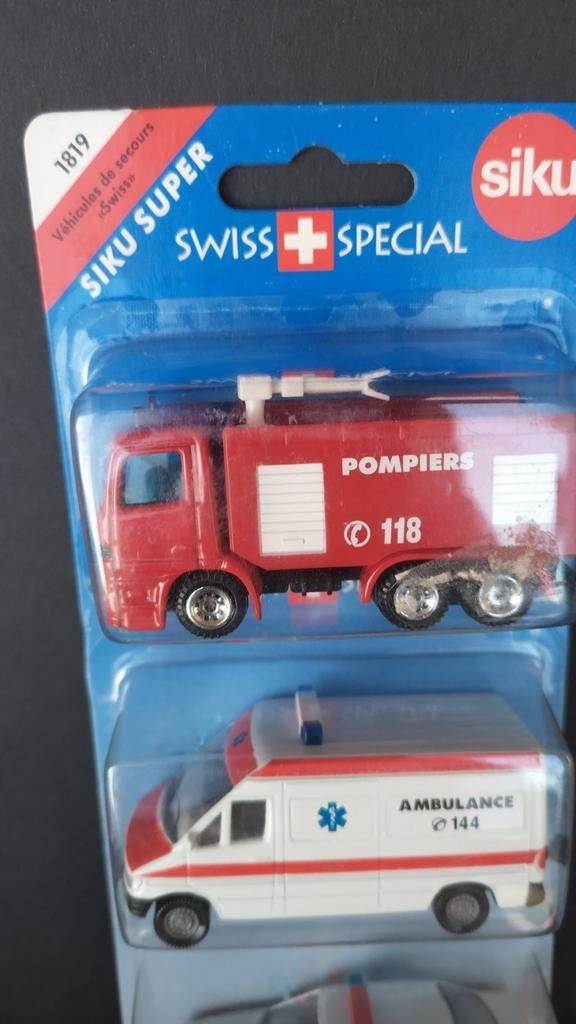 1819
Véhicules de secours
«Swiss»
SIKU SUPER
siku
SWISS SPECIAL
POMPIERS
118
AMBULANCE
144